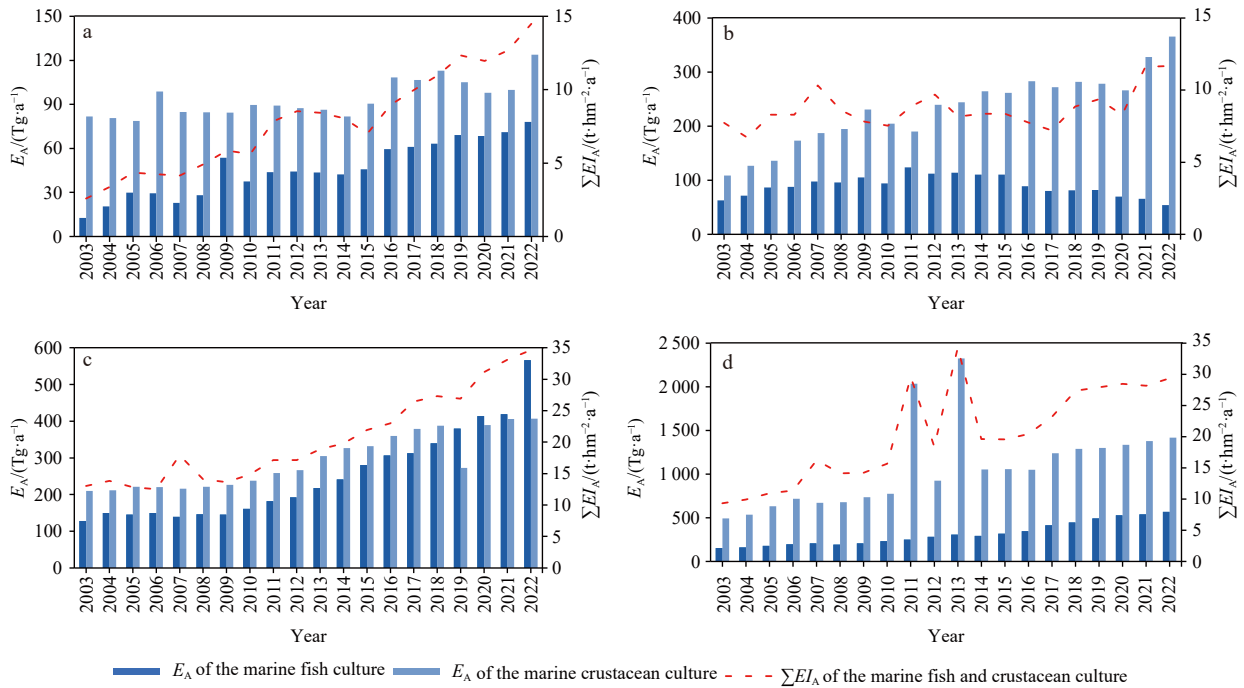 a
150
120
90
60
30
0
E_A/(Tg·a⁻¹)
15
10
5
0
∑EI_A/(t·hm⁻²·a⁻¹)
2003 2004 2005 2006 2007 2008 2009 2010 2011 2012 2013 2014 2015 2016 2017 2018 2019 2020 2021 2022
Year
b
400
300
200
100
0
E_A/(Tg·a⁻¹)
15
10
5
0
∑EI_A/(t·hm⁻²·a⁻¹)
2003 2004 2005 2006 2007 2008 2009 2010 2011 2012 2013 2014 2015 2016 2017 2018 2019 2020 2021 2022
Year
c
600
500
400
300
200
100
0
E_A/(Tg·a⁻¹)
35
30
25
20
15
10
5
0
∑EI_A/(t·hm⁻²·a⁻¹)
2003 2004 2005 2006 2007 2008 2009 2010 2011 2012 2013 2014 2015 2016 2017 2018 2019 2020 2021 2022
Year
d
2 500
2 000
1 500
1 000
500
0
E_A/(Tg·a⁻¹)
35
30
25
20
15
10
5
0
∑EI_A/(t·hm⁻²·a⁻¹)
2003 2004 2005 2006 2007 2008 2009 2010 2011 2012 2013 2014 2015 2016 2017 2018 2019 2020 2021 2022
Year
E_A of the marine fish culture E_A of the marine crustacean culture ∑EI_A of the marine fish and crustacean culture